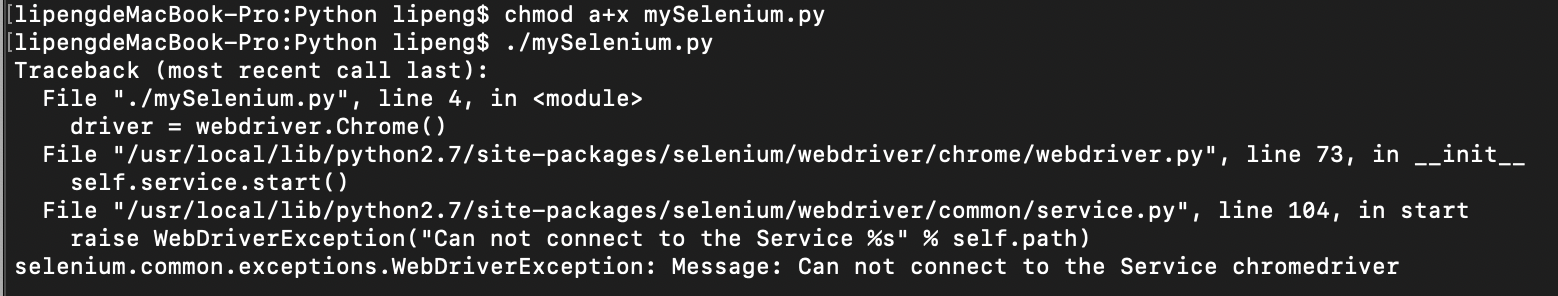 [lipengdeMacBook-Pro:Python lipeng$ chmod a+x mySelenium.py
[lipengdeMacBook-Pro:Python lipeng$ ./mySelenium.py
Traceback (most recent call last):
  File "./mySelenium.py", line 4, in <module>
    driver = webdriver.Chrome()
  File "/usr/local/lib/python2.7/site-packages/selenium/webdriver/chrome/webdriver.py", line 73, in __init__
    self.service.start()
  File "/usr/local/lib/python2.7/site-packages/selenium/webdriver/common/service.py", line 104, in start
    raise WebDriverException("Can not connect to the Service %s" % self.path)
selenium.common.exceptions.WebDriverException: Message: Can not connect to the Service chromedriver